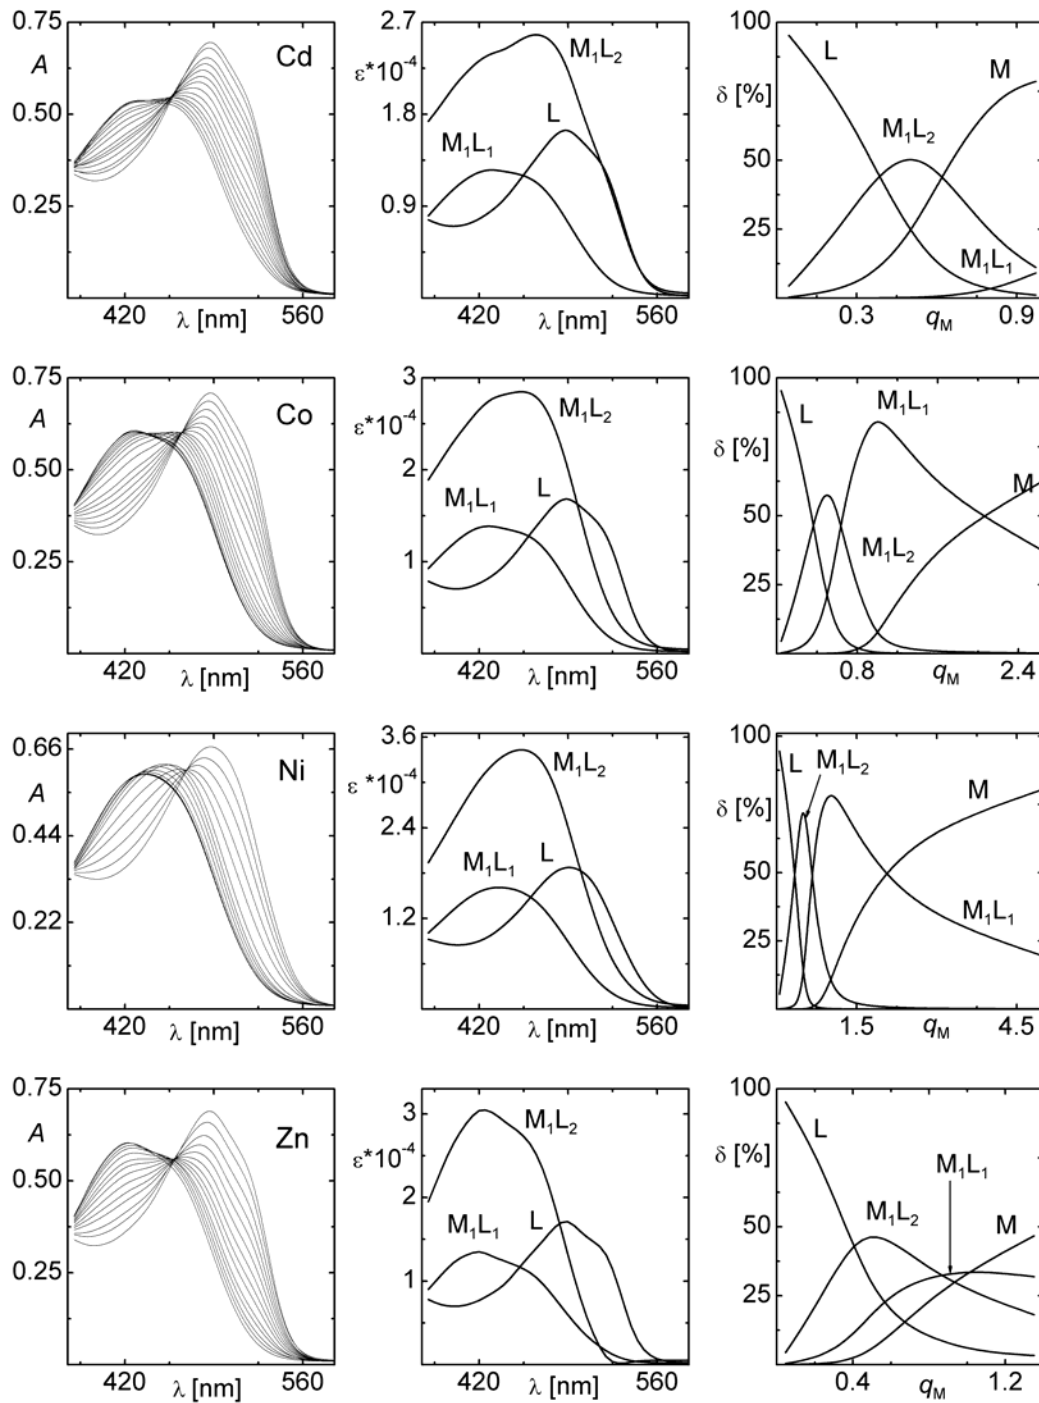 0.75
A
Cd
0.50
0.25
420
λ [nm]
560
2.7
ε*10⁻⁴
M₁L₂
1.8
L
M₁L₁
0.9
420
λ [nm]
560
100
L
M
δ [%]
M₁L₂
50
25
M₁L₁
0.3
qM
0.9
0.75
A
Co
0.50
0.25
420
λ [nm]
560
3
ε*10⁻⁴
M₁L₂
2
L
M₁L₁
1
420
λ [nm]
560
100
L
M₁L₁
δ [%]
M
50
M₁L₂
25
0.8
qM
2.4
0.66
Ni
A
0.44
0.22
420
λ [nm]
560
3.6
M₁L₂
ε*10⁻⁴
2.4
M₁L₁
L
1.2
420
λ [nm]
560
100
L
M₁L₂
M
δ [%]
50
M₁L₁
25
1.5
qM
4.5
0.75
A
Zn
0.50
0.25
420
λ [nm]
560
3
M₁L₂
ε*10⁻⁴
2
M₁L₁
L
1
420
λ [nm]
560
100
L
δ [%]
M₁L₁
M₁L₂
M
50
25
0.4
qM
1.2